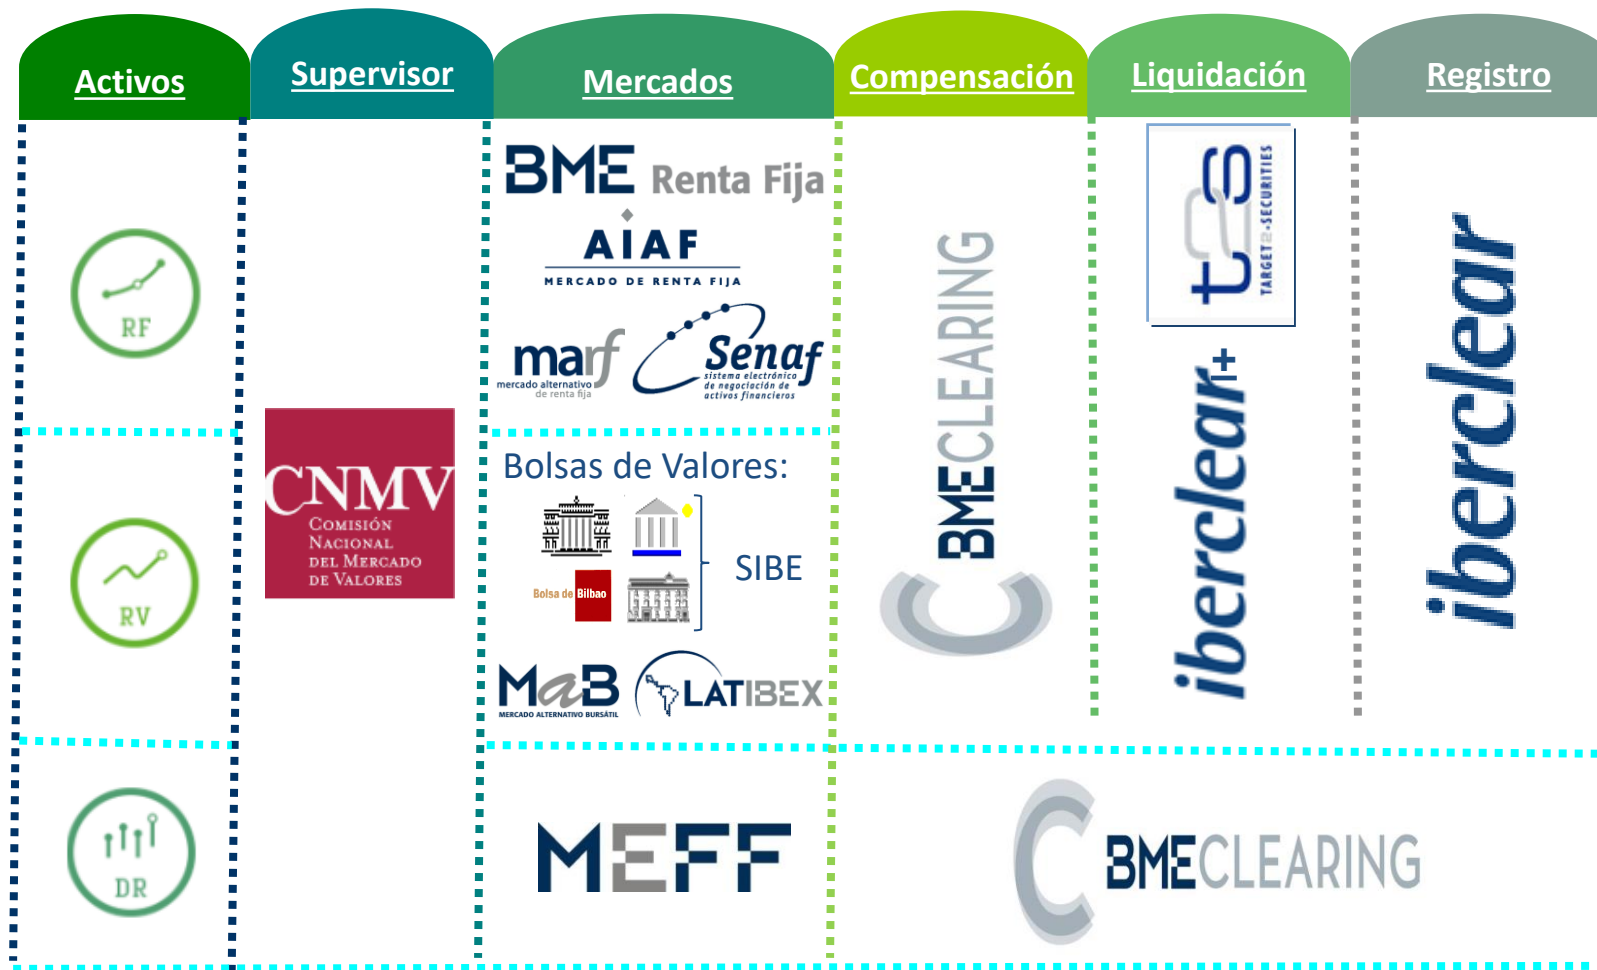 Activos
Supervisor
Mercados
Compensación
Liquidación
Registro
RF
BME Renta Fija
AIAF
MERCADO DE RENTA FIJA
marf
mercado alternativo
de renta fija
Senaf
sistema electrónico
de negociación de
activos financieros
CNMV
COMISIÓN
NACIONAL
DEL MERCADO
DE VALORES
RV
Bolsas de Valores:
Bolsa de Bilbao
SIBE
MaB
MERCADO ALTERNATIVO BURSÁTIL
LATIBEX
BMECLEARING
t2s
TARGET2-SECURITIES
+
iberclear+
iberclear
DR
MEFF
BMECLEARING